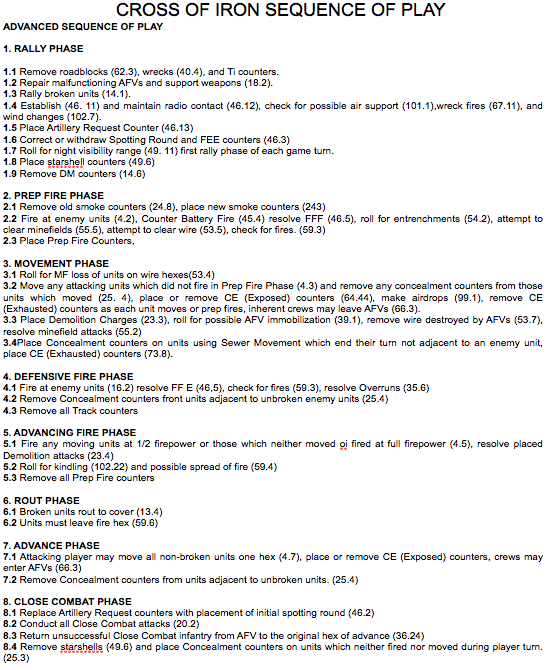 CROSS OF IRON SEQUENCE OF PLAY
ADVANCED SEQUENCE OF PLAY
1. RALLY PHASE
1.1 Remove roadblocks (62.3), wrecks (40.4), and Ti counters.
1.2 Repair malfunctioning AFVs and support weapons (18.2).
1.3 Rally broken units (14.1).
1.4 Establish (46. 11) and maintain radio contact (46.12), check for possible air support (101.1),wreck fires (67.11), and
wind changes (102.7).
1.5 Place Artillery Request Counter (46.13)
1.6 Correct or withdraw Spotting Round and FEE counters (46.3)
1.7 Roll for night visibility range (49. 11) first rally phase of each game turn.
1.8 Place starshell counters (49.6)
1.9 Remove DM counters (14.6)
2. PREP FIRE PHASE
2.1 Remove old smoke counters (24.8), place new smoke counters (243)
2.2 Fire at enemy units (4.2), Counter Battery Fire (45.4) resolve FFF (46.5), roll for entrenchments (54.2), attempt to
clear minefields (55.5), attempt to clear wire (53.5), check for fires. (59.3)
2.3 Place Prep Fire Counters,
3. MOVEMENT PHASE
3.1 Roll for MF loss of units on wire hexes(53.4)
3.2 Move any attacking units which did not fire in Prep Fire Phase (4.3) and remove any concealment counters from those
units which moved (25. 4), place or remove CE (Exposed) counters (64.44), make airdrops (99.1), remove CE
(Exhausted) counters as each unit moves or prep fires, inherent crews may leave AFVs (66.3).
3.3 Place Demolition Charges (23.3), roll for possible AFV immobilization (39.1), remove wire destroyed by AFVs (53.7),
resolve minefield attacks (55.2)
3.4Place Concealment counters on units using Sewer Movement which end their turn not adjacent to an enemy unit,
place CE (Exhausted) counters (73.8).
4. DEFENSIVE FIRE PHASE
4.1 Fire at enemy units (16.2) resolve FF E (46,5), check for fires (59.3), resolve Overruns (35.6)
4.2 Remove Concealment counters front units adjacent to unbroken enemy units (25.4)
4.3 Remove all Track counters
5. ADVANCING FIRE PHASE
5.1 Fire any moving units at 1/2 firepower or those which neither moved oi fired at full firepower (4.5), resolve placed
Demolition attacks (23.4)
5.2 Roll for kindling (102.22) and possible spread of fire (59.4)
5.3 Remove all Prep Fire counters
6. ROUT PHASE
6.1 Broken units rout to cover (13.4)
6.2 Units must leave fire hex (59.6)
7. ADVANCE PHASE
7.1 Attacking player may move all non-broken units one hex (4.7), place or remove CE (Exposed) counters, crews may
enter AFVs (66.3)
7.2 Remove Concealment counters from units adjacent to unbroken units. (25.4)
8. CLOSE COMBAT PHASE
8.1 Replace Artillery Request counters with placement of initial spotting round (46.2)
8.2 Conduct all Close Combat attacks (20.2)
8.3 Return unsuccessful Close Combat infantry from AFV to the original hex of advance (36.24)
8.4 Remove starshells (49.6) and place Concealment counters on units which neither fired nor moved during player turn.
(25.3)